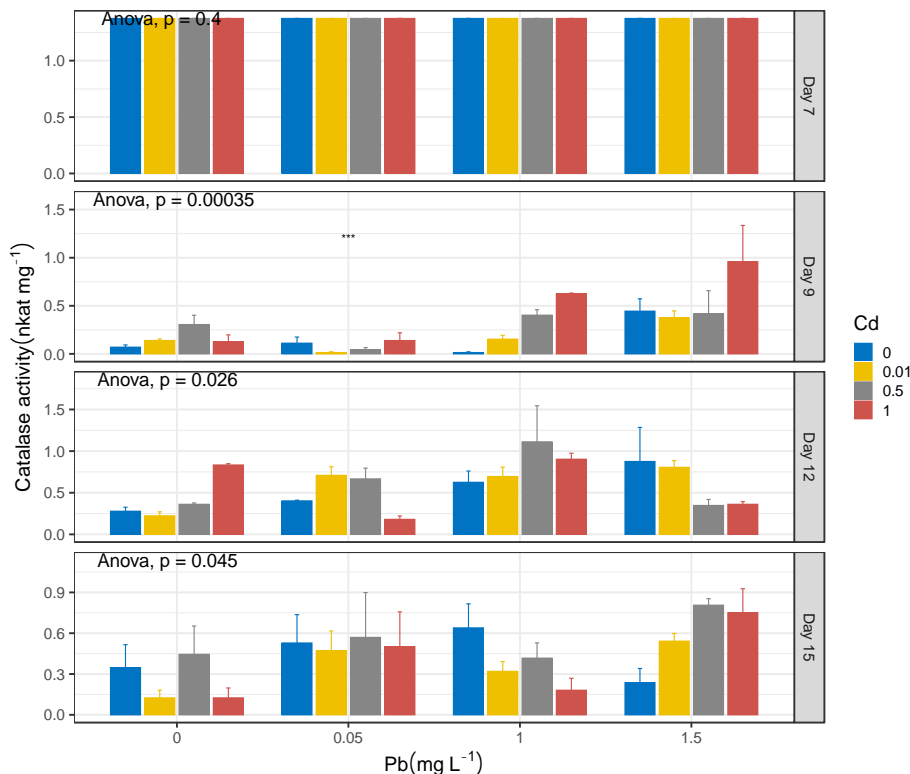 Anova, p = 0.4
1.0
0.5
0.0
Day 7
Anova, p = 0.00035
***
1.5
1.0
0.5
0.0
Day 9
Anova, p = 0.026
1.5
1.0
0.5
0.0
Day 12
Anova, p = 0.045
0.9
0.6
0.3
0.0
Day 15
0 0.05 1 1.5
Pb(mg L⁻¹)
Catalase activity(nkat mg⁻¹)
Cd
0
0.01
0.5
1